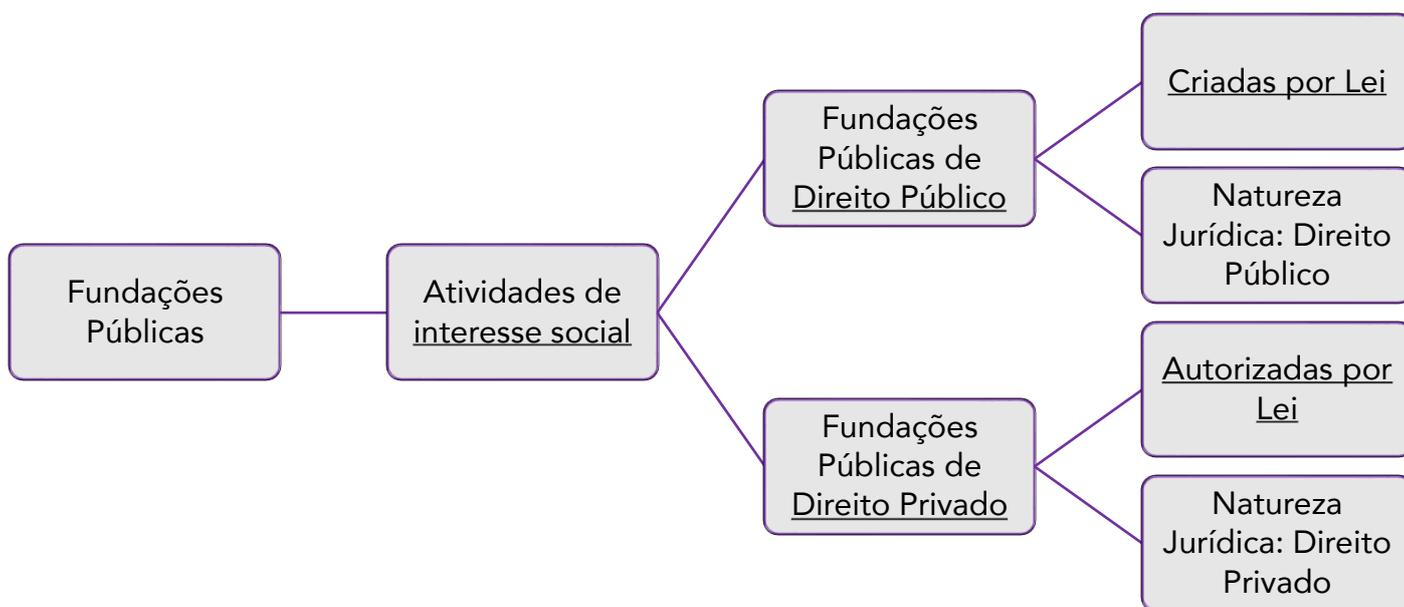 Fundações
Públicas
Atividades de
interesse social
Fundações
Públicas de
Direito Público
Criadas por Lei
Natureza
Jurídica: Direito
Público
Fundações
Públicas de
Direito Privado
Autorizadas por
Lei
Natureza
Jurídica: Direito
Privado